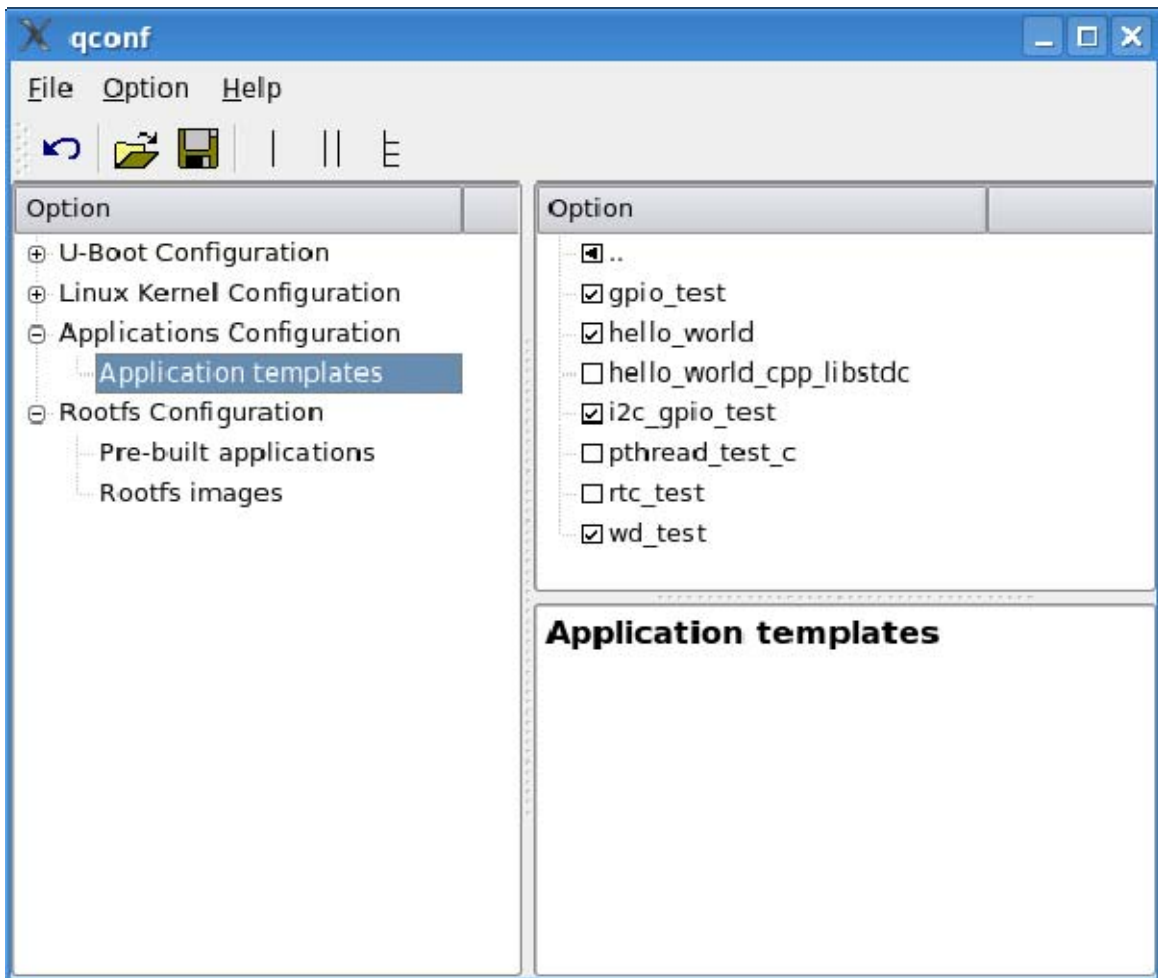 qconf
File Option Help
Option
U-Boot Configuration
Linux Kernel Configuration
Applications Configuration
Application templates
Rootfs Configuration
Pre-built applications
Rootfs images
Option
..
gpio_test
hello_world
hello_world_cpp_libstdc
i2c_gpio_test
pthread_test_c
rtc_test
wd_test
Application templates